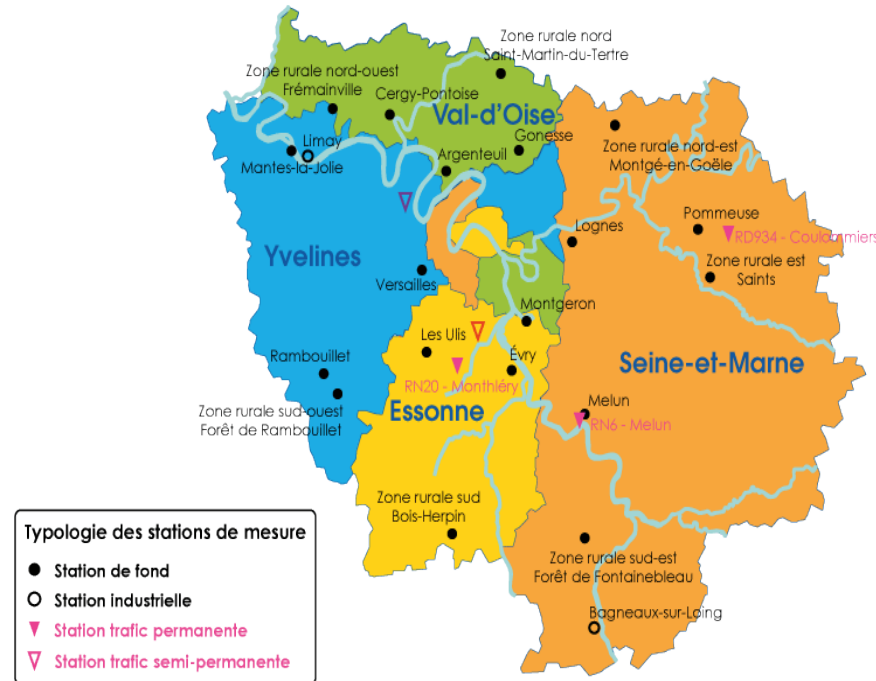 Zone rurale nord
Saint-Martin-du-Tertre
Zone rurale nord-ouest
Frémainville
Cergy-Pontoise
Val-d'Oise
Gonesse
Limay
Mantes-la-Jolie
Argenteuil
Zone rurale nord-est
Montgé-en-Goële
Pommeuse
RD934 - Coulommiers
Lognes
Yvelines
Zone rurale est
Saints
Versailles
Montgeron
Les Ulis
Évry
Rambouillet
RN20 - Monthléry
Seine-et-Marne
Zone rurale sud-ouest
Forêt de Rambouillet
Essonne
Melun
RN6 - Melun
Zone rurale sud
Bois-Herpin
Zone rurale sud-est
Forêt de Fontainebleau
Bagneaux-sur-Loing
Typologie des stations de mesure
Station de fond
Station industrielle
Station trafic permanente
Station trafic semi-permanente